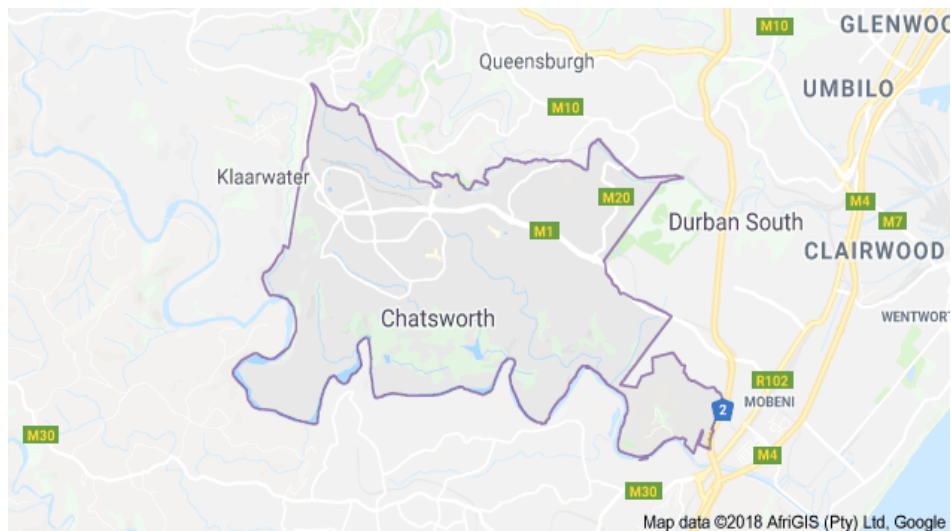 M10
GLENWOO
Queensburgh
UMBILO
M10
Klaarwater
M20
M4
M7
Durban South
M1
CLAIRWOOD
Chatsworth
WENTWORT
R102
2
MOBENI
M30
M4
M30
Map data ©2018 AfriGIS (Pty) Ltd, Google